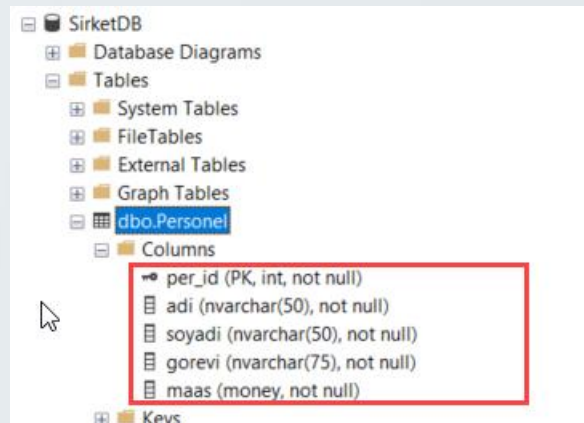 SirketDB
Database Diagrams
Tables
System Tables
FileTables
External Tables
Graph Tables
dbo.Personel
Columns
per_id (PK, int, not null)
adi (nvarchar(50), not null)
soyadi (nvarchar(50), not null)
gorevi (nvarchar(75), not null)
maas (money, not null)
Keys